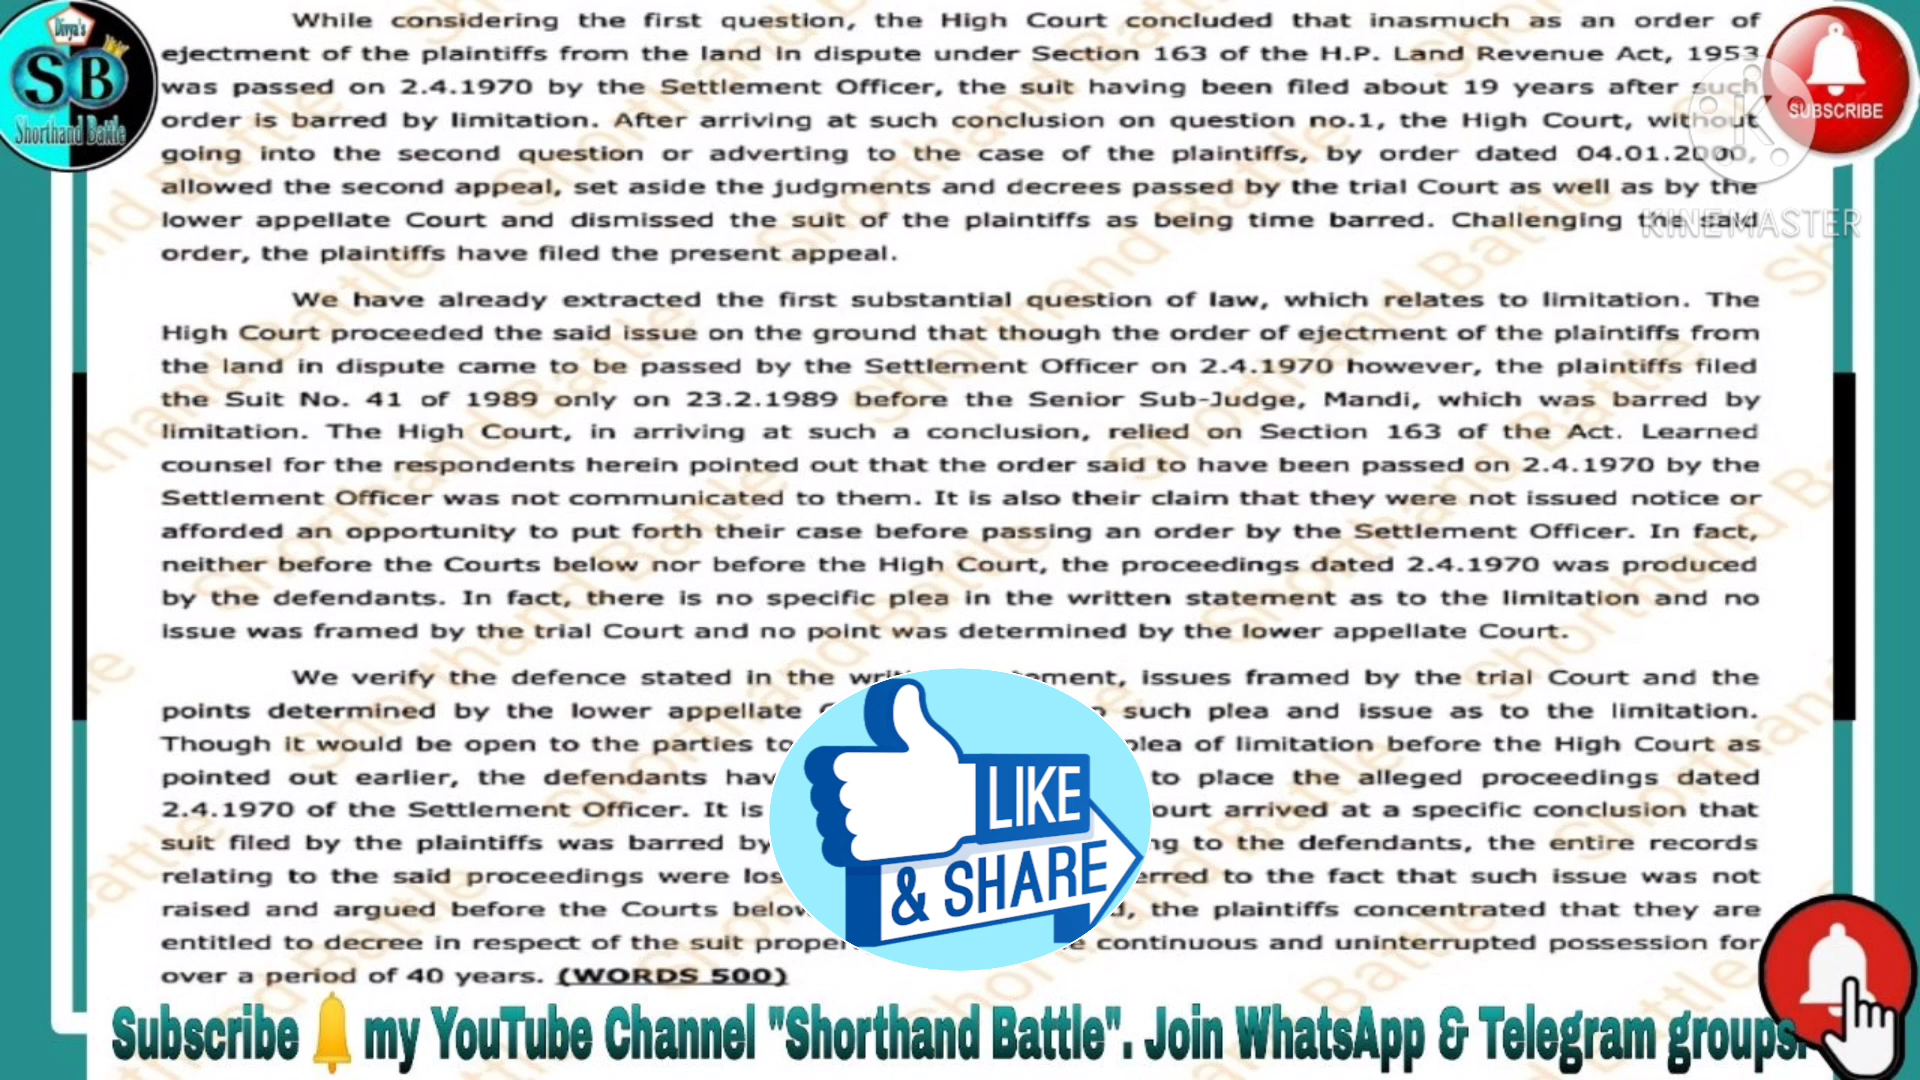 While considering the first question, the High Court concluded that inasmuch as an order of
ejectment of the plaintiffs from the land in dispute under Section 163 of the H.P. Land Revenue Act, 1953
was passed on 2.4.1970 by the Settlement Officer, the suit having been filed about 19 years after such
order is barred by limitation. After arriving at such conclusion on question no.1, the High Court, without
going into the second question or adverting to the case of the plaintiffs, by order dated 04.01.2000,
allowed the second appeal, set aside the judgments and decrees passed by the trial Court as well as by the
lower appellate Court and dismissed the suit of the plaintiffs as being time barred. Challenging the said
order, the plaintiffs have filed the present appeal.
We have already extracted the first substantial question of law, which relates to limitation. The
High Court proceeded the said issue on the ground that though the order of ejectment of the plaintiffs from
the land in dispute came to be passed by the Settlement Officer on 2.4.1970 however, the plaintiffs filed
the Suit No. 41 of 1989 only on 23.2.1989 before the Senior Sub-Judge, Mandi, which was barred by
limitation. The High Court, in arriving at such a conclusion, relied on Section 163 of the Act. Learned
counsel for the respondents herein pointed out that the order said to have been passed on 2.4.1970 by the
Settlement Officer was not communicated to them. It is also their claim that they were not issued notice or
afforded an opportunity to put forth their case before passing an order by the Settlement Officer. In fact,
neither before the Courts below nor before the High Court, the proceedings dated 2.4.1970 was produced
by the defendants. In fact, there is no specific plea in the written statement as to the limitation and no
issue was framed by the trial Court and no point was determined by the lower appellate Court.
We verify the defence stated in the issues framed by the trial Court and the
points determined by the lower appellate such plea and issue as to the limitation.
Though it would be open to the parties to plea of limitation before the High Court as
pointed out earlier, the defendants to place the alleged proceedings dated
2.4.1970 of the Settlement Officer. It is arrived at a specific conclusion that
suit filed by the plaintiffs was barred by to the defendants, the entire records
relating to the said proceedings were to the fact that such issue was not
raised and argued before the Courts the plaintiffs concentrated that they are
entitled to decree in respect of the suit continuous and uninterrupted possession for
over a period of 40 years. (WORDS 500)
LIKE
& SHARE
Divya's
SB
Shorthand Battle
SUBSCRIBE
KINEMASTER
Subscribe my YouTube Channel "Shorthand Battle". Join WhatsApp & Telegram groups.